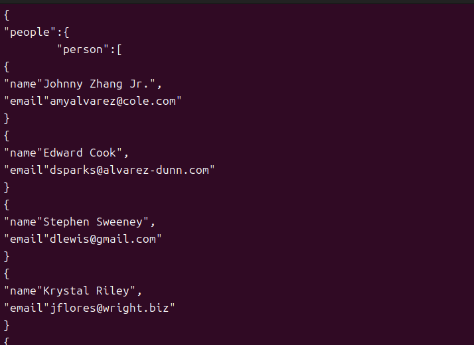 {
"people":{
"person":[
{
"name"Johnny Zhang Jr.",
"email"amyalvarez@cole.com"
}
{
"name"Edward Cook",
"email"dsparks@alvarez-dunn.com"
}
{
"name"Stephen Sweeney",
"email"dlewis@gmail.com"
}
{
"name"Krystal Riley",
"email"jflores@wright.biz"
}
{